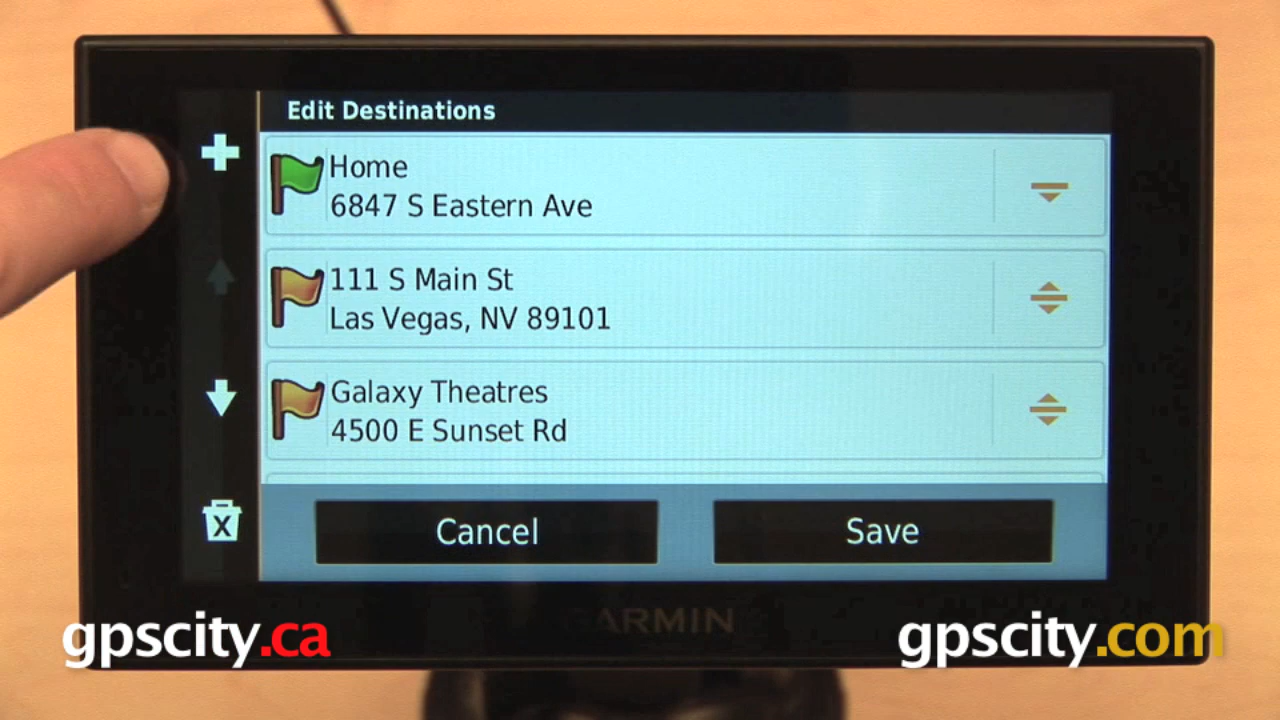 Edit Destinations
Home
6847 S Eastern Ave
111 S Main St
Las Vegas, NV 89101
Galaxy Theatres
4500 E Sunset Rd
Cancel
Save
GARMIN
gpscity.ca
gpscity.com